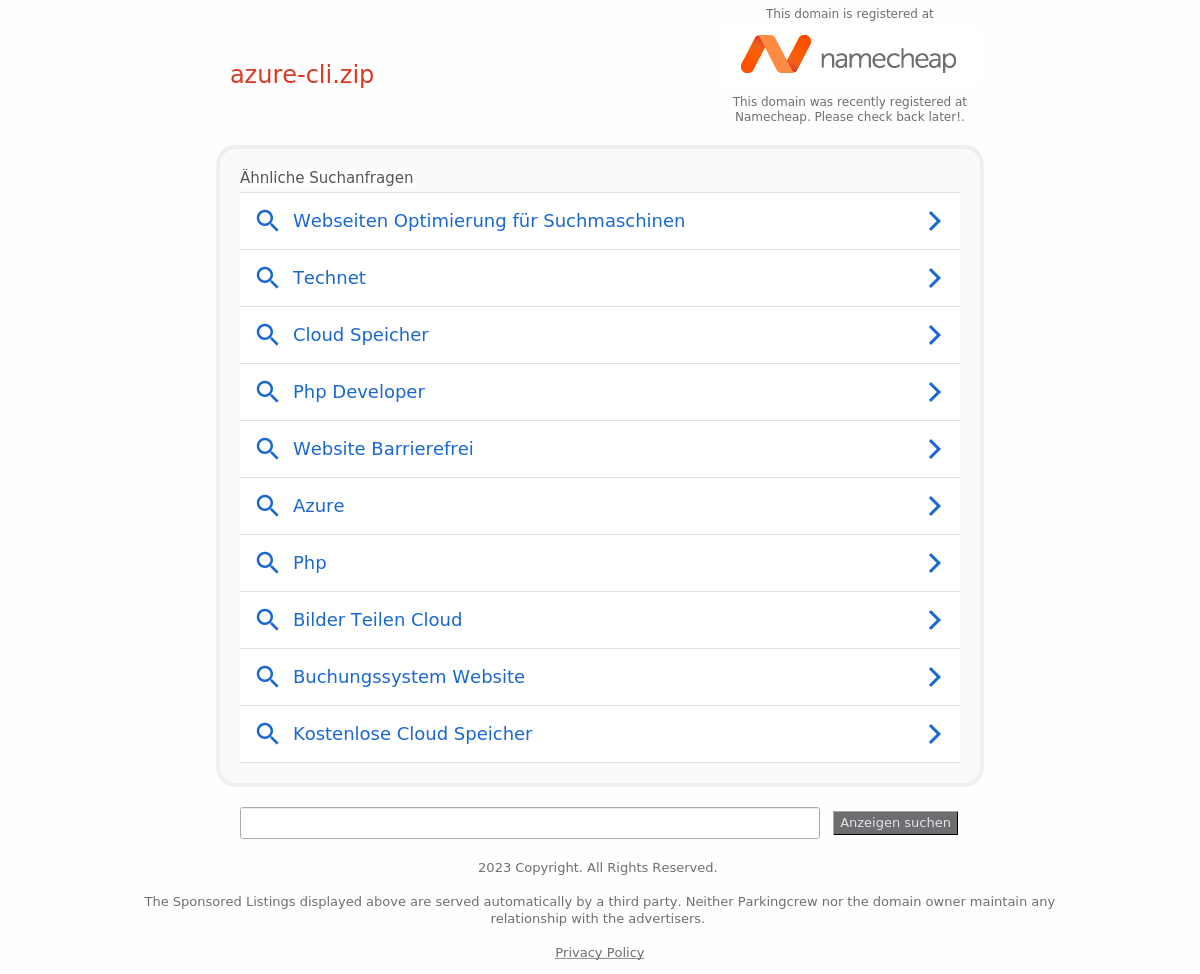 This domain is registered at
namecheap
azure-cli.zip
This domain was recently registered at
Namecheap. Please check back later!.
Ähnliche Suchanfragen
Webseiten Optimierung für Suchmaschinen
Technet
Cloud Speicher
Php Developer
Website Barrierefrei
Azure
Php
Bilder Teilen Cloud
Buchungssystem Website
Kostenlose Cloud Speicher
Anzeigen suchen
2023 Copyright. All Rights Reserved.
The Sponsored Listings displayed above are served automatically by a third party. Neither Parkingcrew nor the domain owner maintain any
relationship with the advertisers.
Privacy Policy